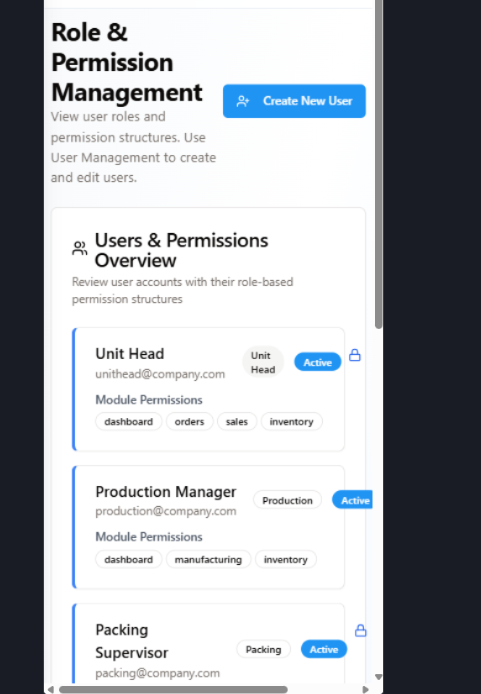 Role &
Permission
Management
Create New User
View user roles and
permission structures. Use
User Management to create
and edit users.
Users & Permissions
Overview
Review user accounts with their role-based
permission structures
Unit Head
unithead@company.com
Unit
Head
Active
Module Permissions
dashboard orders sales inventory
Production Manager
production@company.com
Production
Active
Module Permissions
dashboard manufacturing inventory
Packing
Supervisor
Packing
Active
packing@company.com